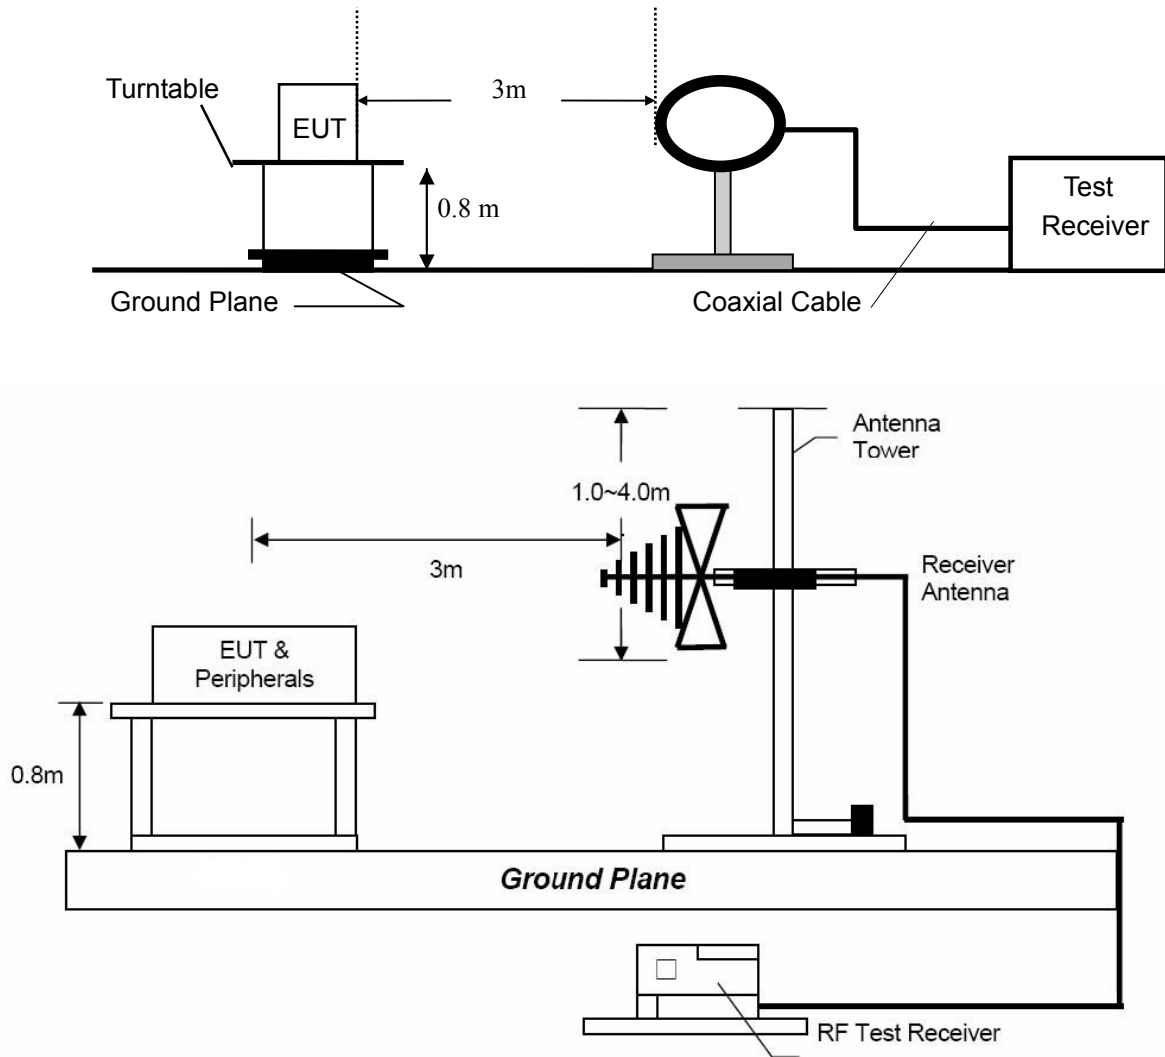 3m
Turntable
EUT
0.8 m
Test
Receiver
Ground Plane
Coaxial Cable
Antenna
Tower
1.0~4.0m
3m
Receiver
Antenna
EUT &
Peripherals
0.8m
Ground Plane
RF Test Receiver